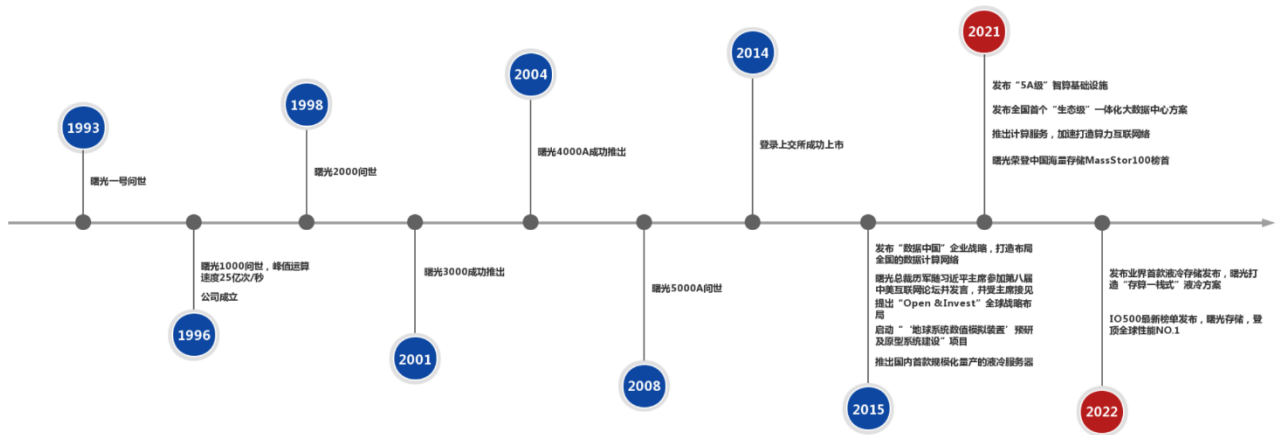 1993
曙光一号问世
1996
曙光1000问世，峰值运算
速度25亿次/秒
公司成立
1998
曙光2000问世
2001
曙光3000成功推出
2004
曙光4000A成功推出
2008
曙光5000A问世
2014
登录上交所成功上市
2015
发布“数据中国”企业战略，打造布局
全国的数据计算网络
曙光总裁历军随习近平主席参加第八届
中美互联网论坛并发言，并受主席接见
提出“Open &Invest”全球战略布
局
启动“‘地球系统数值模拟装置’预研
及原型系统建设”项目
推出国内首款规模化量产的液冷服务器
2021
发布“5A级”智算基础设施
发布全国首个“生态级”一体化大数据中心方案
推出计算服务，加速打造算力互联网络
曙光荣登中国海量存储MassStor100榜首
2022
发布业界首款液冷存储发布，曙光打
造“存算一栈式”液冷方案
IO500最新榜单发布，曙光存储，登
顶全球性能NO.1